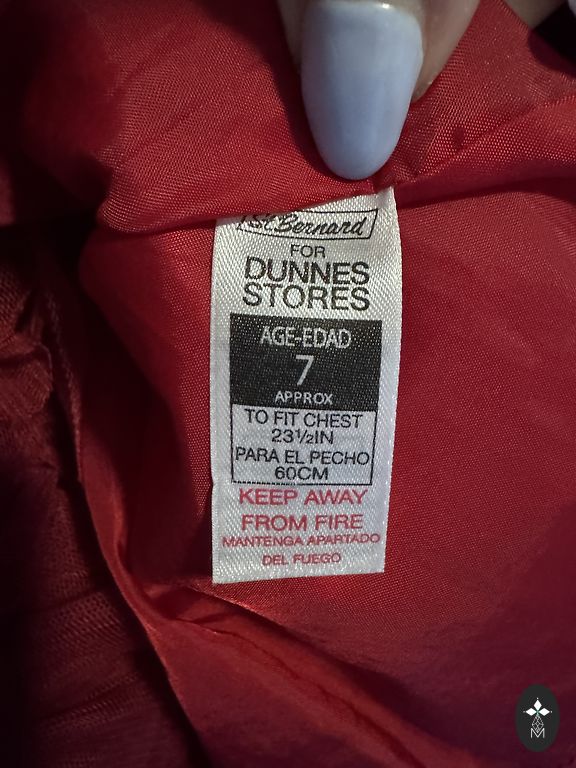 St. Bernard
FOR
DUNNES
STORES
AGE-EDAD
7
APPROX
TO FIT CHEST
23½IN
PARA EL PECHO
60CM
KEEP AWAY
FROM FIRE
MANTENGA APARTADO
DEL FUEGO
M